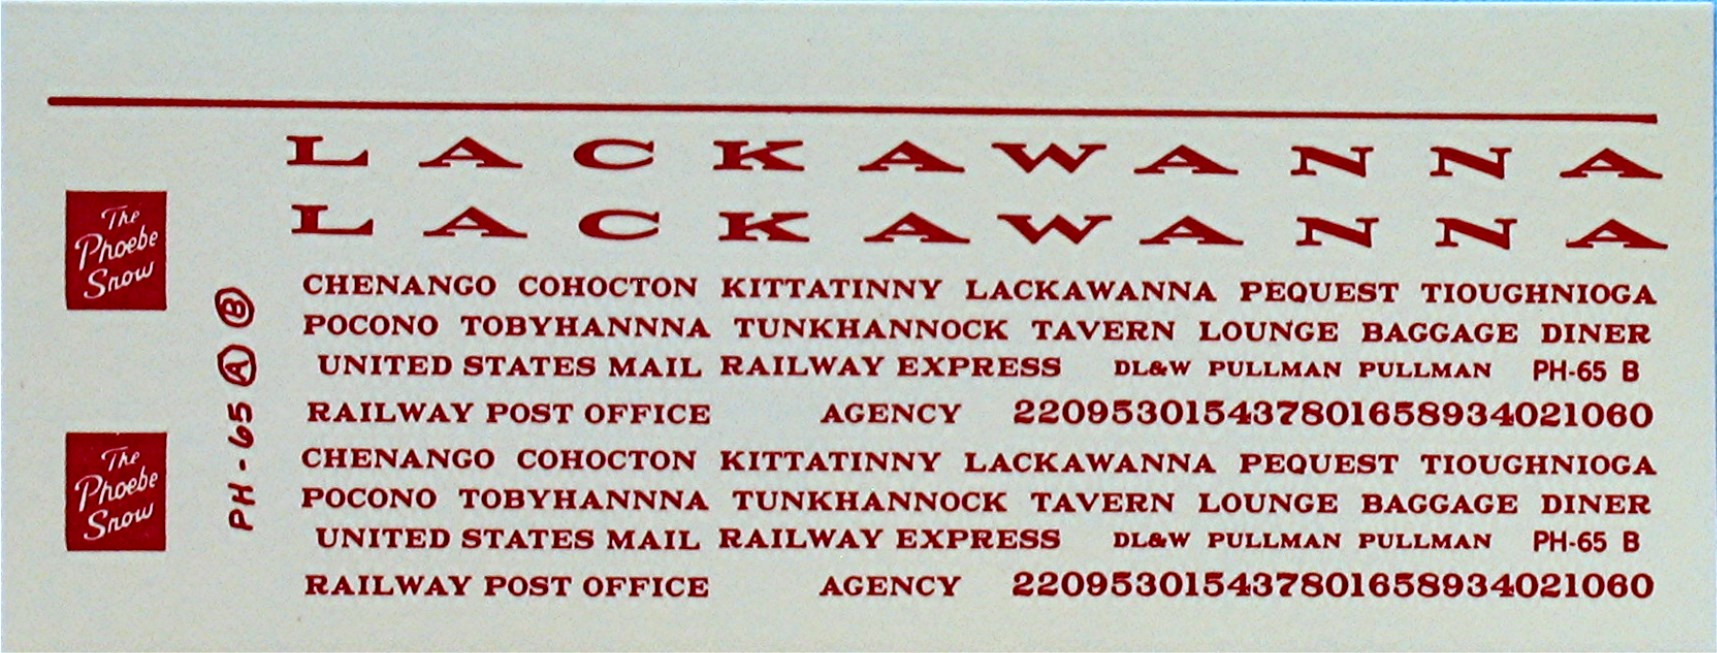 LACKAWANNA
LACKAWANNA
The
Phoebe
Snow
PH-65 A B
CHENANGO COHOCTON KITTATINNY LACKAWANNA PEQUEST TIOUGHNIOGA
POCONO TOBYHANNNA TUNKHANNOCK TAVERN LOUNGE BAGGAGE DINER
UNITED STATES MAIL RAILWAY EXPRESS DL&W PULLMAN PULLMAN PH-65 B
RAILWAY POST OFFICE AGENCY 220953015437801658934021060
The
Phoebe
Snow
CHENANGO COHOCTON KITTATINNY LACKAWANNA PEQUEST TIOUGHNIOGA
POCONO TOBYHANNNA TUNKHANNOCK TAVERN LOUNGE BAGGAGE DINER
UNITED STATES MAIL RAILWAY EXPRESS DL&W PULLMAN PULLMAN PH-65 B
RAILWAY POST OFFICE AGENCY 220953015437801658934021060